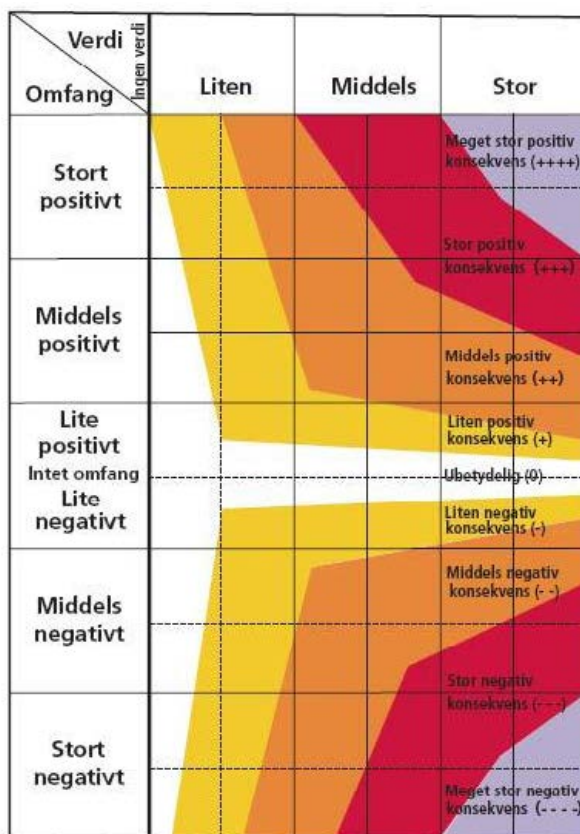 Verdi
Ingen verdi
Omfang
Liten
Middels
Stor
Stort
positivt
Meget stor positiv
konsekvens (++++)
Stor positiv
konsekvens (+++)
Middels
positivt
Middels positiv
konsekvens (++)
Lite
positivt
Liten positiv
konsekvens (+)
Intet omfang
Ubetydelig (0)
Lite
negativt
Liten negativ
konsekvens (-)
Middels
negativt
Middels negativ
konsekvens (- -)
Stor negativ
konsekvens (- - -)
Stort
negativt
Meget stor negativ
konsekvens (- - - -)